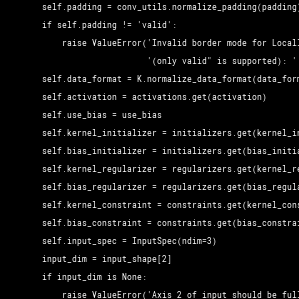 self.padding = conv_utils.normalize_padding(padding)
if self.padding != 'valid':
raise ValueError('Invalid border mode for Local
'(only valid" is supported): '
self.data_format = K.normalize_data_format(data_form
self.activation = activations.get(activation)
self.use_bias = use_bias
self.kernel_initializer = initializers.get(kernel_in
self.bias_initializer = initializers.get(bias_initia
self.kernel_regularizer = regularizers.get(kernel_re
self.bias_regularizer = regularizers.get(bias_regula
self.kernel_constraint = constraints.get(kernel_cons
self.bias_constraint = constraints.get(bias_constrai
self.input_spec = InputSpec(ndim=3)
input_dim = input_shape[2]
if input_dim is None:
raise ValueError('Axis 2 of input should be full